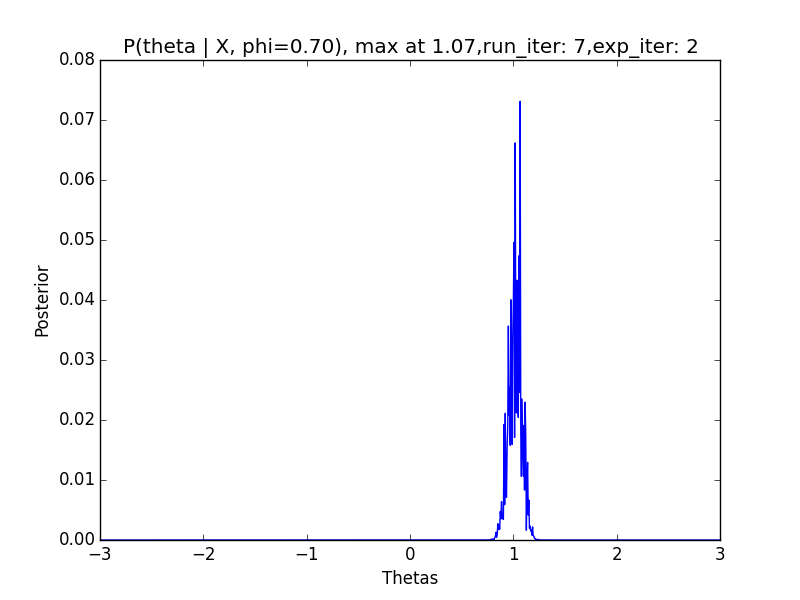 P(theta | X, phi=0.70), max at 1.07,run_iter: 7,exp_iter: 2
0.08
0.07
0.06
0.05
0.04
0.03
0.02
0.01
0.00
Posterior
−3 −2 −1 0 1 2 3
Thetas